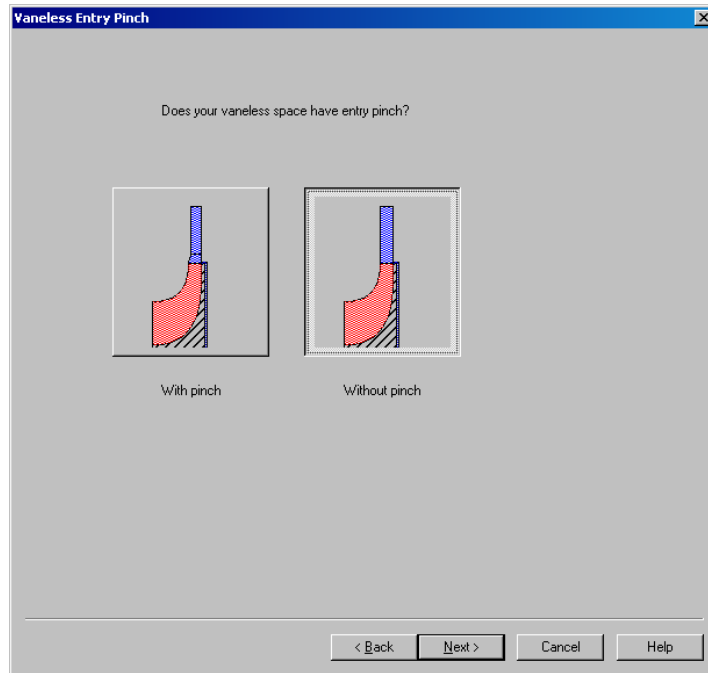 Vaneless Entry Pinch
Does your vaneless space have entry pinch?
With pinch
Without pinch
< Back
Next >
Cancel
Help